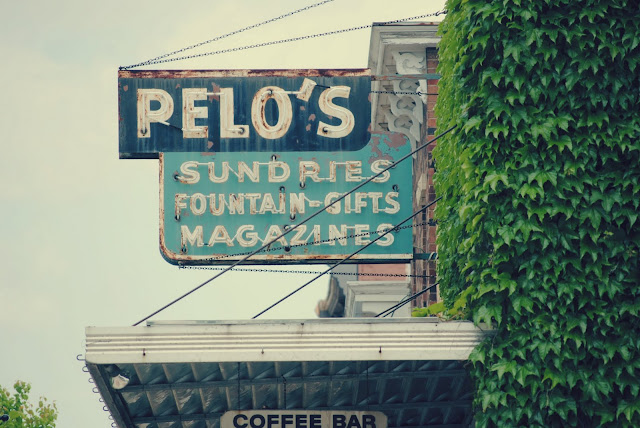 PELO'S
SUNDRIES
FOUNTAIN-GIFTS
MAGAZINES
COFFEE BAR